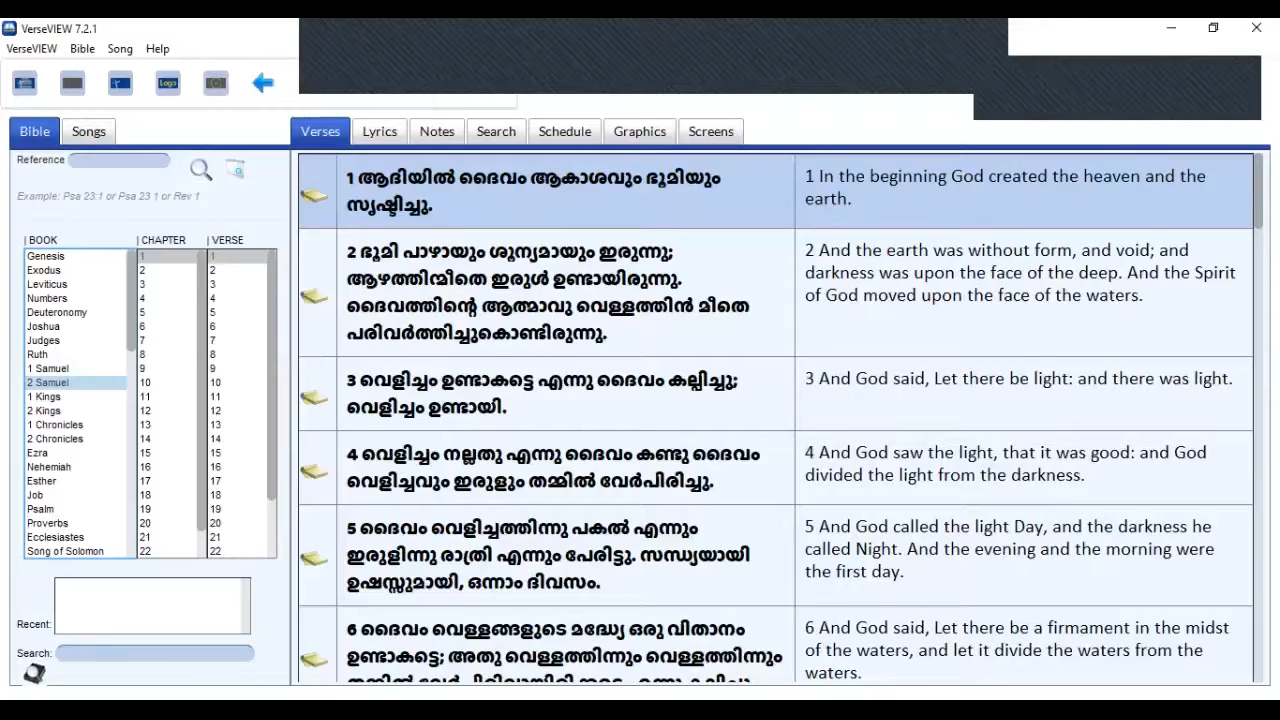 VerseVIEW 7.2.1
VerseVIEW Bible Song Help
Logo
Bible Songs
Verses Lyrics Notes Search Schedule Graphics Screens
Reference
Example: Psa 23:1 or Psa 23 1 or Rev 1
| BOOK | CHAPTER | VERSE
Genesis 1 1
Exodus 2 2
Leviticus 3 3
Numbers 4 4
Deuteronomy 5 5
Joshua 6 6
Judges 7 7
Ruth 8 8
1 Samuel 9 9
2 Samuel 10 10
1 Kings 11 11
2 Kings 12 12
1 Chronicles 13 13
2 Chronicles 14 14
Ezra 15 15
Nehemiah 16 16
Esther 17 17
Job 18 18
Psalm 19 19
Proverbs 20 20
Ecclesiastes 21 21
Song of Solomon 22 22
Recent:
Search:
1 ആദിയിൽ ദൈവം ആകാശവും ഭൂമിയും
സൃഷ്ടിച്ചു.
1 In the beginning God created the heaven and the
earth.
2 ഭൂമി പാഴായും ശൂന്യമായും ഇരുന്നു;
ആഴത്തിന്മീതെ ഇരുൾ ഉണ്ടായിരുന്നു.
ദൈവത്തിന്റെ ആത്മാവു വെള്ളത്തിൻ മീതെ
പരിവർത്തിച്ചുകൊണ്ടിരുന്നു.
2 And the earth was without form, and void; and
darkness was upon the face of the deep. And the Spirit
of God moved upon the face of the waters.
3 വെളിച്ചം ഉണ്ടാകട്ടെ എന്നു ദൈവം കല്പിച്ചു;
വെളിച്ചം ഉണ്ടായി.
3 And God said, Let there be light: and there was light.
4 വെളിച്ചം നല്ലതു എന്നു ദൈവം കണ്ടു ദൈവം
വെളിച്ചവും ഇരുളും തമ്മിൽ വേർപിരിച്ചു.
4 And God saw the light, that it was good: and God
divided the light from the darkness.
5 ദൈവം വെളിച്ചത്തിന്നു പകൽ എന്നും
ഇരുളിന്നു രാത്രി എന്നും പേരിട്ടു. സന്ധ്യയായി
ഉഷസ്സുമായി, ഒന്നാം ദിവസം.
5 And God called the light Day, and the darkness he
called Night. And the evening and the morning were
the first day.
6 ദൈവം വെള്ളങ്ങളുടെ മദ്ധ്യേ ഒരു വിതാനം
ഉണ്ടാകട്ടെ; അതു വെള്ളത്തിന്നും വെള്ളത്തിന്നും
6 And God said, Let there be a firmament in the midst
of the waters, and let it divide the waters from the
waters.